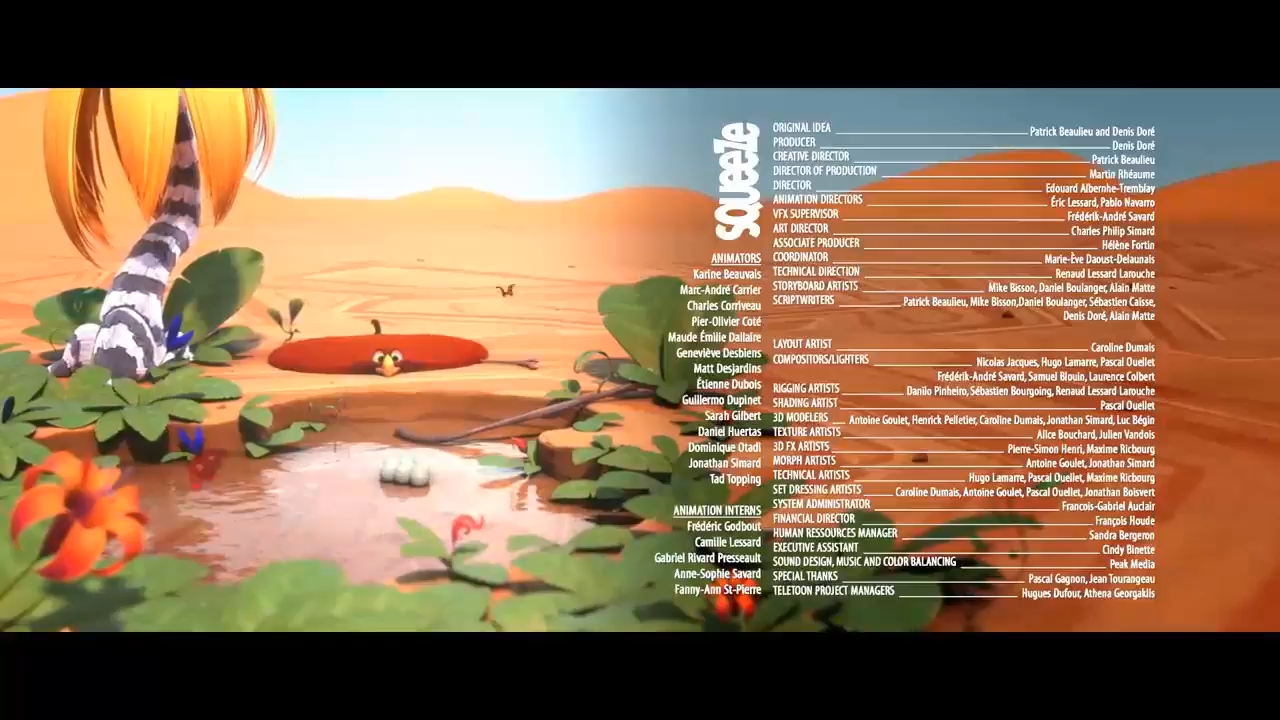 squeeze
ANIMATORS
Karine Beauvais
Marc-André Carrier
Charles Corriveau
Pier-Olivier Coté
Maude Émilie Dallaire
Geneviève Desbiens
Matt Desjardins
Étienne Dubois
Guillermo Dupinet
Sarah Gilbert
Daniel Huertas
Dominique Otadi
Jonathan Simard
Tad Topping
ANIMATION INTERNS
Frédéric Godbout
Camille Lessard
Gabriel Rivard Presseault
Anne-Sophie Savard
Fanny-Ann St-Pierre
ORIGINAL IDEA Patrick Beaulieu and Denis Doré
PRODUCER Denis Doré
CREATIVE DIRECTOR Patrick Beaulieu
DIRECTOR OF PRODUCTION Martin Rhéaume
DIRECTOR Edouard Albernhe-Tremblay
ANIMATION DIRECTORS Éric Lessard, Pablo Navarro
VFX SUPERVISOR Frédérik-André Savard
ART DIRECTOR Charles Philip Simard
ASSOCIATE PRODUCER Hélène Fortin
COORDINATOR Marie-Ève Daoust-Delaunais
TECHNICAL DIRECTION Renaud Lessard Larouche
STORYBOARD ARTISTS Mike Bisson, Daniel Boulanger, Alain Matte
SCRIPTWRITERS Patrick Beaulieu, Mike Bisson,Daniel Boulanger, Sébastien Caisse,
Denis Doré, Alain Matte
LAYOUT ARTIST Caroline Dumais
COMPOSITORS/LIGHTERS Nicolas Jacques, Hugo Lamarre, Pascal Ouellet
Frédérik-André Savard, Samuel Blouin, Laurence Colbert
RIGGING ARTISTS Danilo Pinheiro, Sébastien Bourgoing, Renaud Lessard Larouche
SHADING ARTIST Pascal Ouellet
3D MODELERS Antoine Goulet, Henrick Pelletier, Caroline Dumais, Jonathan Simard, Luc Bégin
TEXTURE ARTISTS Alice Bouchard, Julien Vandois
3D FX ARTISTS Pierre-Simon Henri, Maxime Ricbourg
MORPH ARTISTS Antoine Goulet, Jonathan Simard
TECHNICAL ARTISTS Hugo Lamarre, Pascal Ouellet, Maxime Ricbourg
SET DRESSING ARTISTS Caroline Dumais, Antoine Goulet, Pascal Ouellet, Jonathan Boisvert
SYSTEM ADMINISTRATOR Francois-Gabriel Auclair
FINANCIAL DIRECTOR François Houde
HUMAN RESSOURCES MANAGER Sandra Bergeron
EXECUTIVE ASSISTANT Cindy Binette
SOUND DESIGN, MUSIC AND COLOR BALANCING Peak Media
SPECIAL THANKS Pascal Gagnon, Jean Tourangeau
TELETOON PROJECT MANAGERS Hugues Dufour, Athena Georgaklis